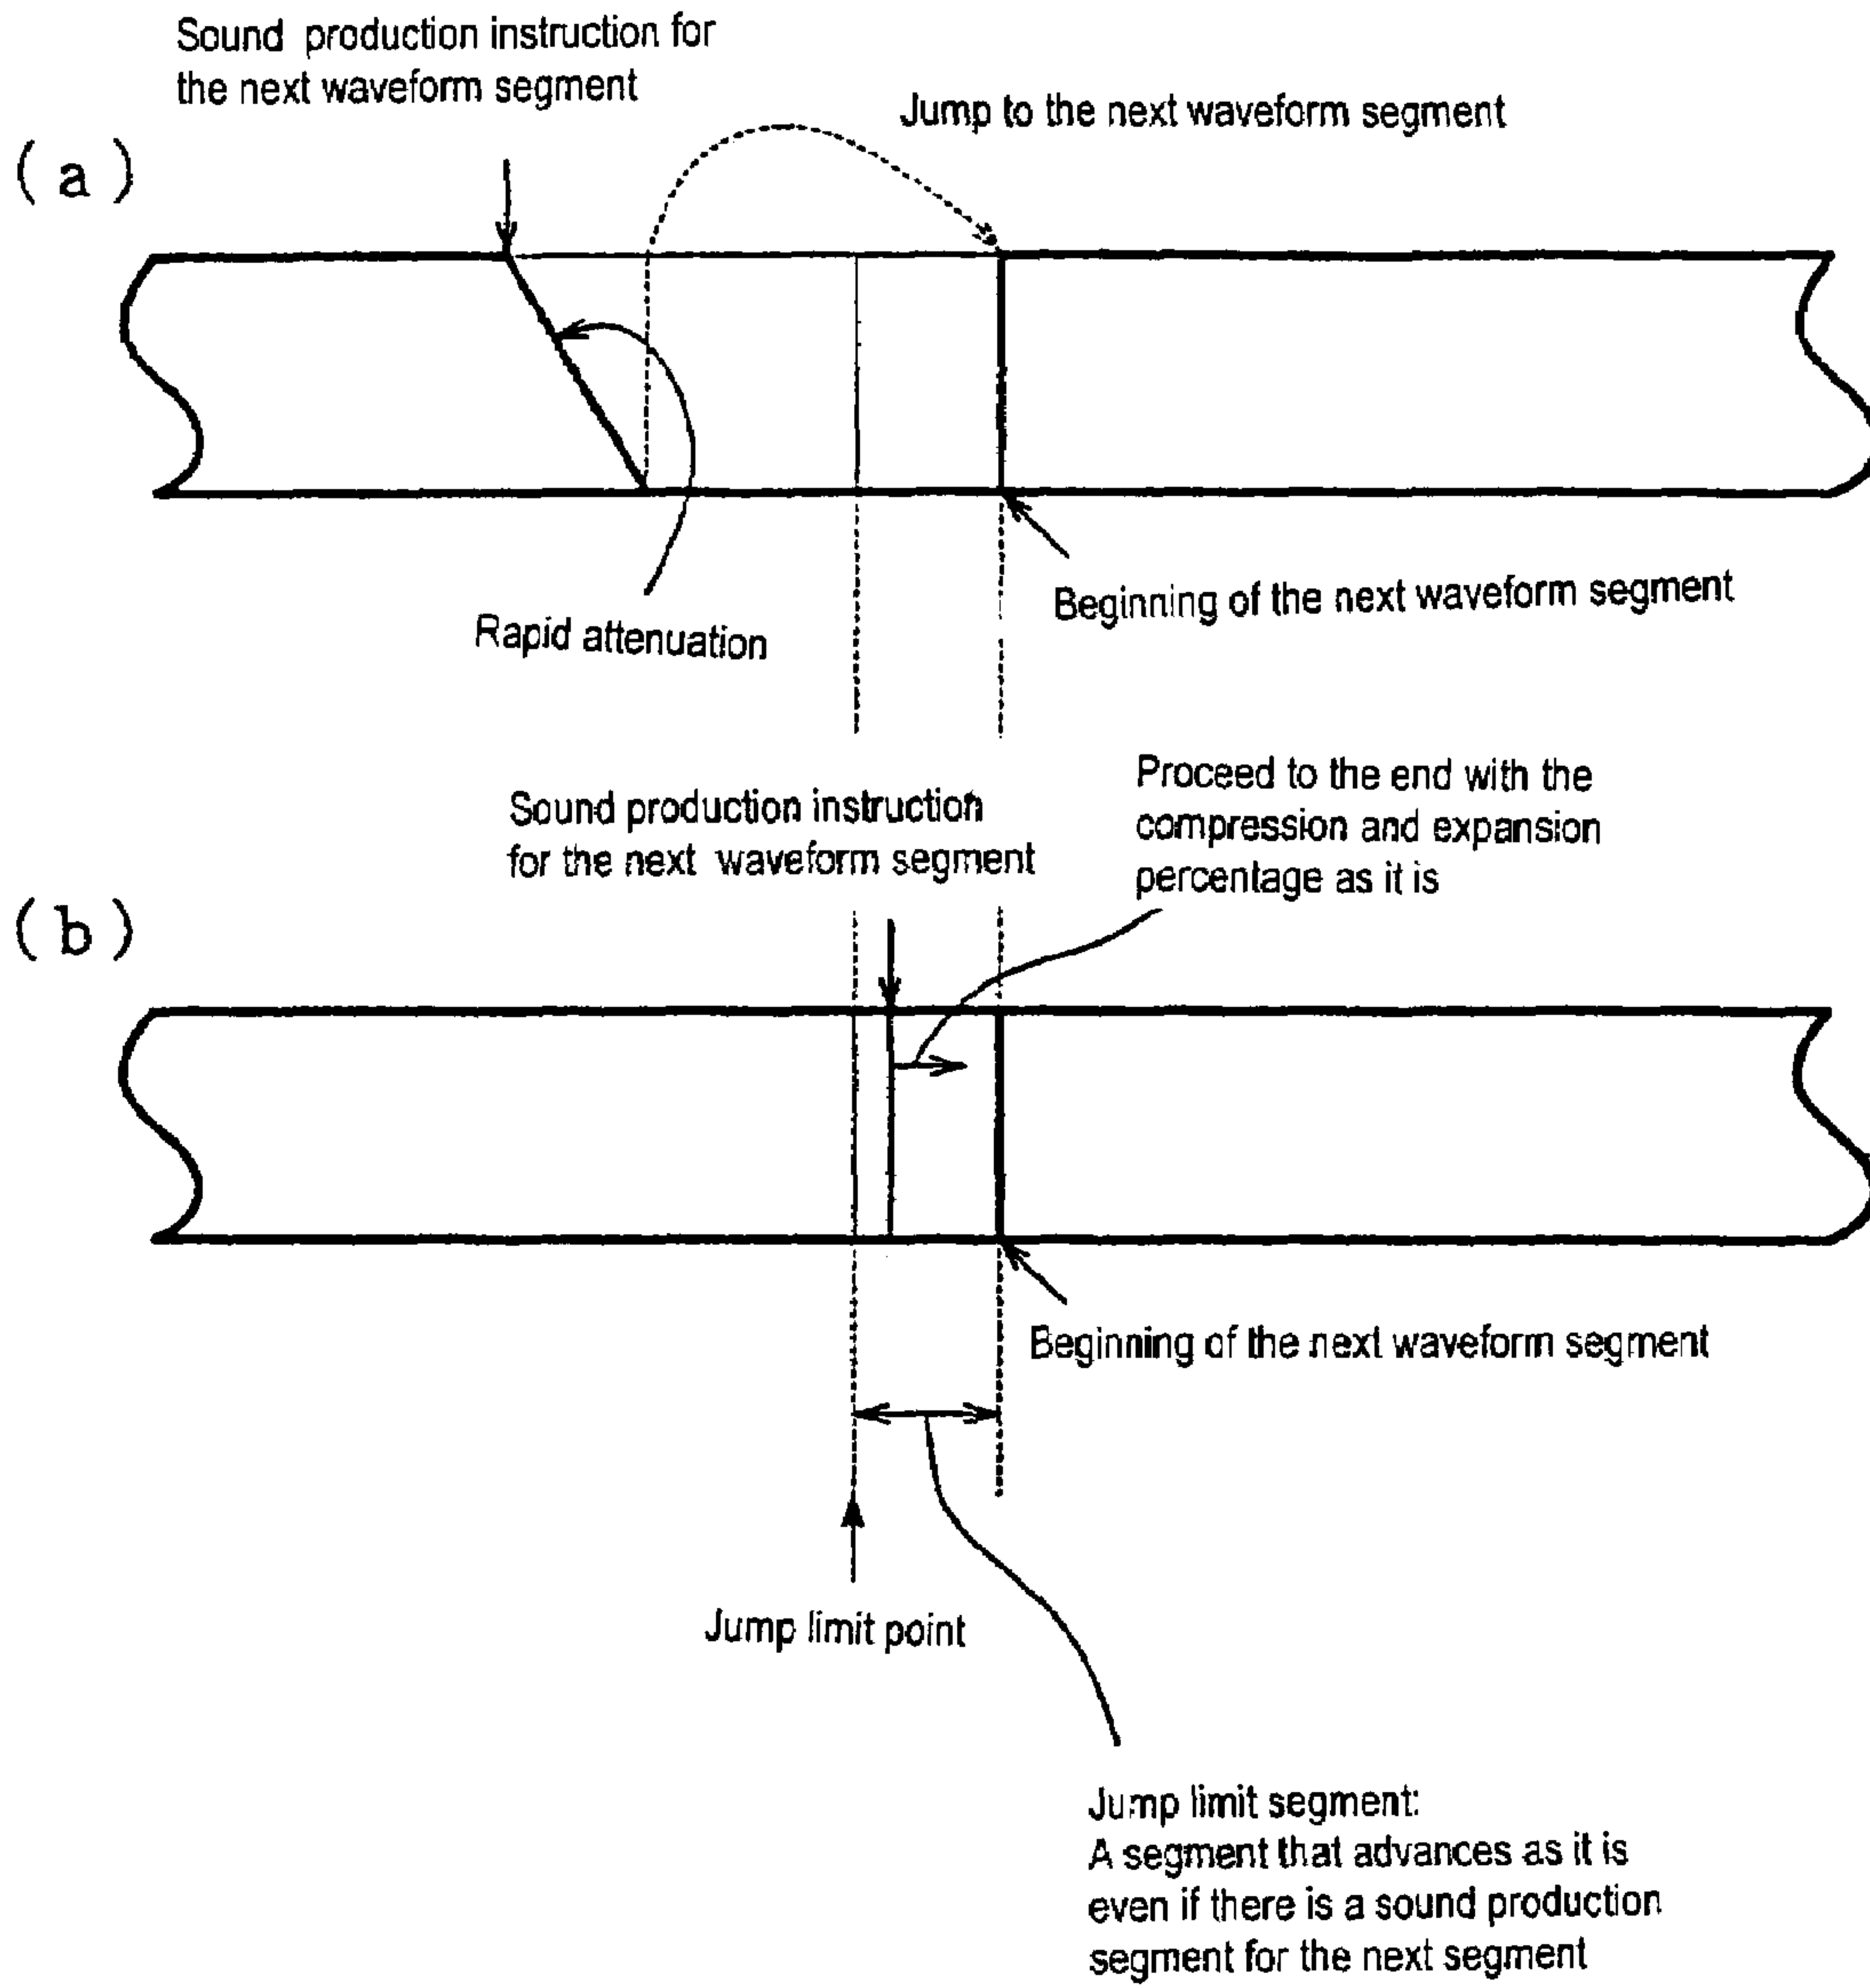 Sound production instruction for
the next waveform segment
Jump to the next waveform segment
(a)
Beginning of the next waveform segment
Rapid attenuation
Proceed to the end with the
compression and expansion
percentage as it is
Sound production instruction
for the next waveform segment
(b)
Beginning of the next waveform segment
Jump limit point
Jump limit segment:
A segment that advances as it is
even if there is a sound production
segment for the next segment